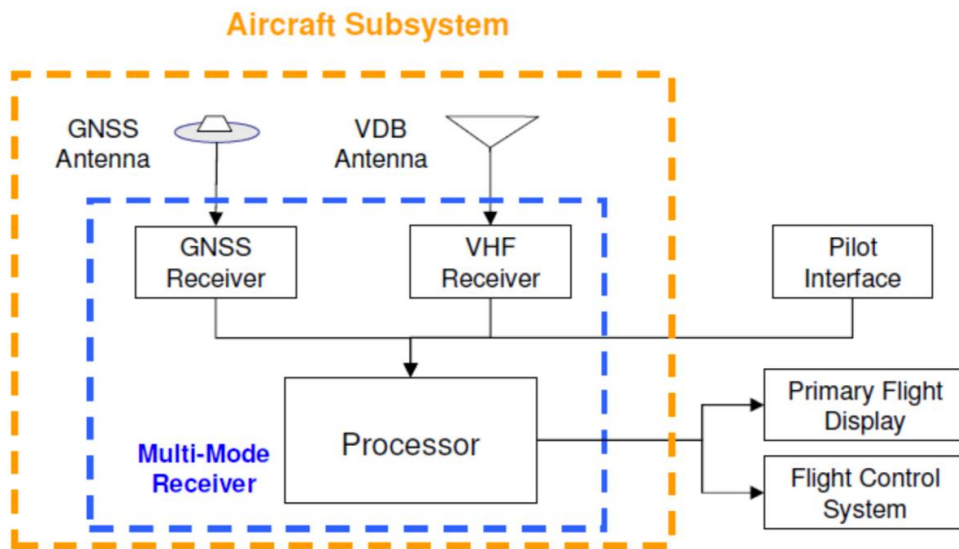 Aircraft Subsystem
GNSS
Antenna
VDB
Antenna
GNSS
Receiver
VHF
Receiver
Pilot
Interface
Processor
Multi-Mode
Receiver
Primary Flight
Display
Flight Control
System